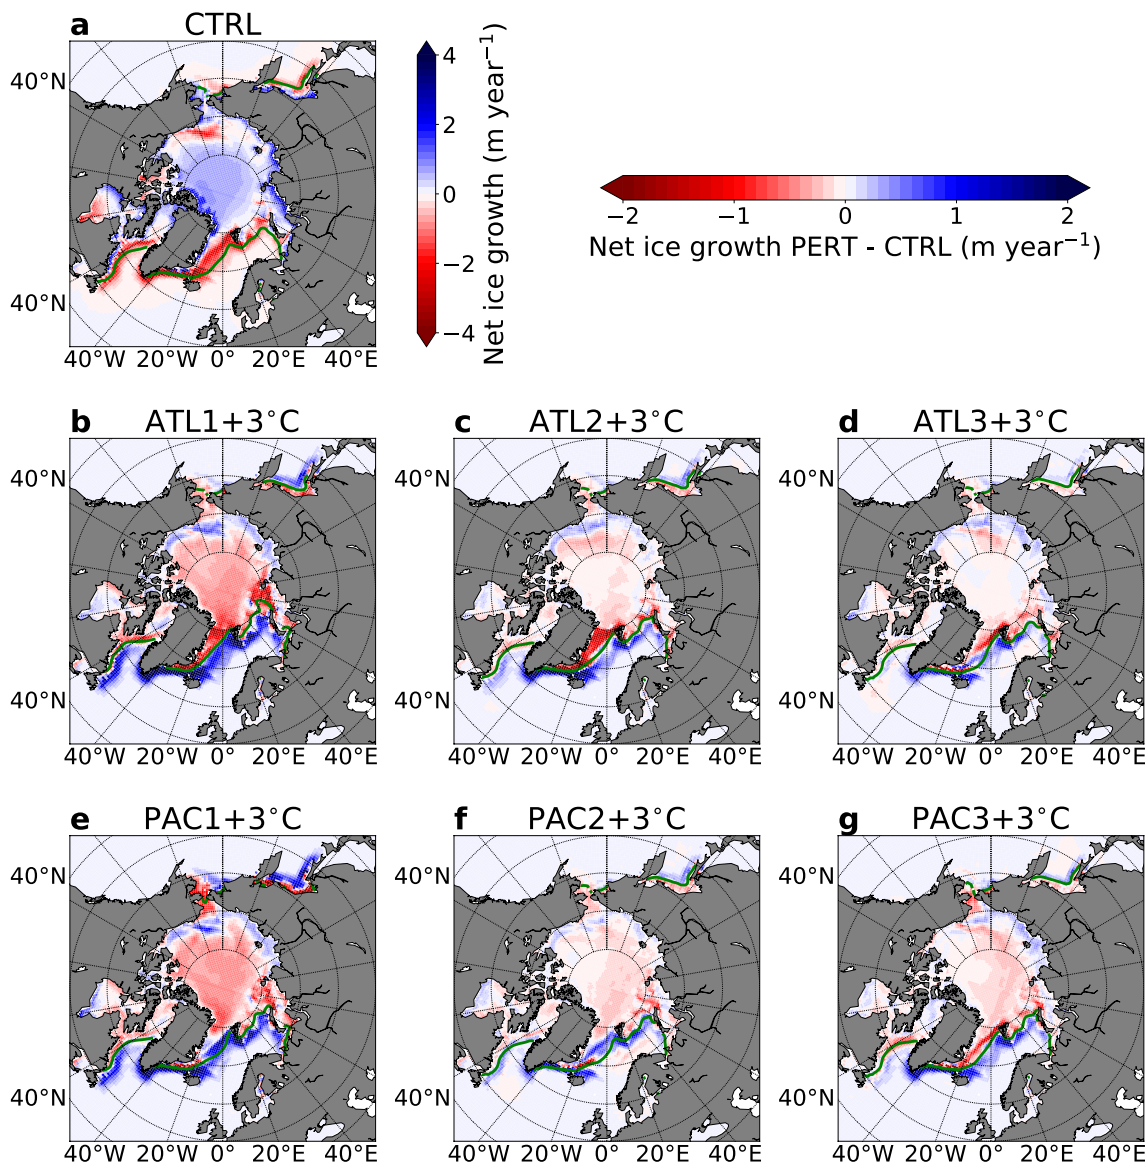 a CTRL
40°N
40°N
40°W 20°W 0° 20°E 40°E
4
2
0
−2
−4
Net ice growth (m year⁻¹)
−2 −1 0 1 2
Net ice growth PERT - CTRL (m year⁻¹)
b ATL1+3°C
40°N
40°N
40°W 20°W 0° 20°E 40°E
c ATL2+3°C
40°N
40°N
40°W 20°W 0° 20°E 40°E
d ATL3+3°C
40°N
40°N
40°W 20°W 0° 20°E 40°E
e PAC1+3°C
40°N
40°N
40°W 20°W 0° 20°E 40°E
f PAC2+3°C
40°N
40°N
40°W 20°W 0° 20°E 40°E
g PAC3+3°C
40°N
40°N
40°W 20°W 0° 20°E 40°E